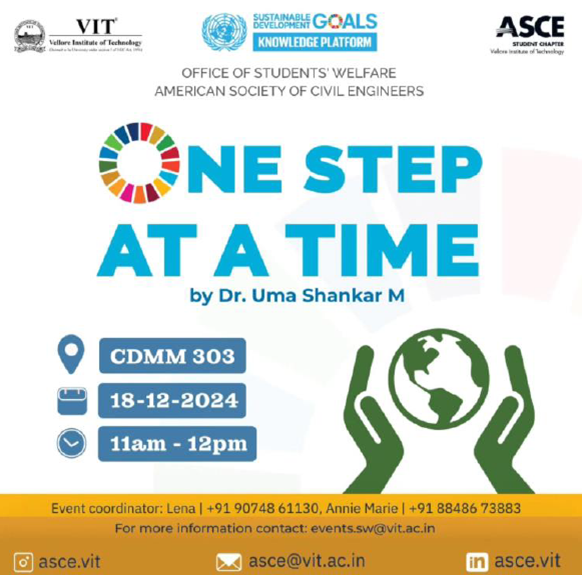 VIT®
Vellore Institute of Technology
SUSTAINABLE DEVELOPMENT GOALS
KNOWLEDGE PLATFORM
ASCE
STUDENT CHAPTER
Vellore Institute of Technology
OFFICE OF STUDENTS' WELFARE
AMERICAN SOCIETY OF CIVIL ENGINEERS
ONE STEP
AT A TIME
by Dr. Uma Shankar M
CDMM 303
18-12-2024
11am - 12pm
Event coordinator: Lena | +91 90748 61130, Annie Marie | +91 88486 73883
For more information contact: events.sw@vit.ac.in
asce.vit
asce@vit.ac.in
in asce.vit